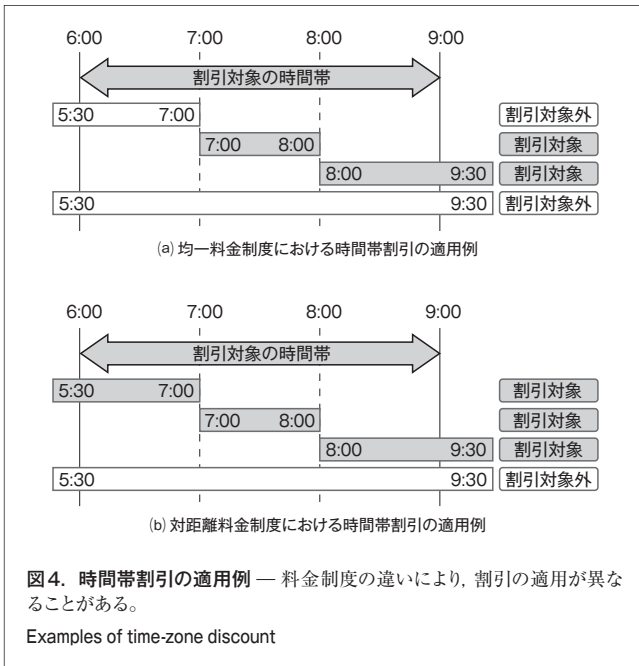 6:00 7:00 8:00 9:00
割引対象の時間帯
5:30 7:00 割引対象外
7:00 8:00 割引対象
8:00 9:30 割引対象
5:30 9:30 割引対象外
(a) 均一料金制度における時間帯割引の適用例
6:00 7:00 8:00 9:00
割引対象の時間帯
5:30 7:00 割引対象
7:00 8:00 割引対象
8:00 9:30 割引対象
5:30 9:30 割引対象外
(b) 対距離料金制度における時間帯割引の適用例
図4. 時間帯割引の適用例 — 料金制度の違いにより，割引の適用が異な
ることがある。
Examples of time-zone discount